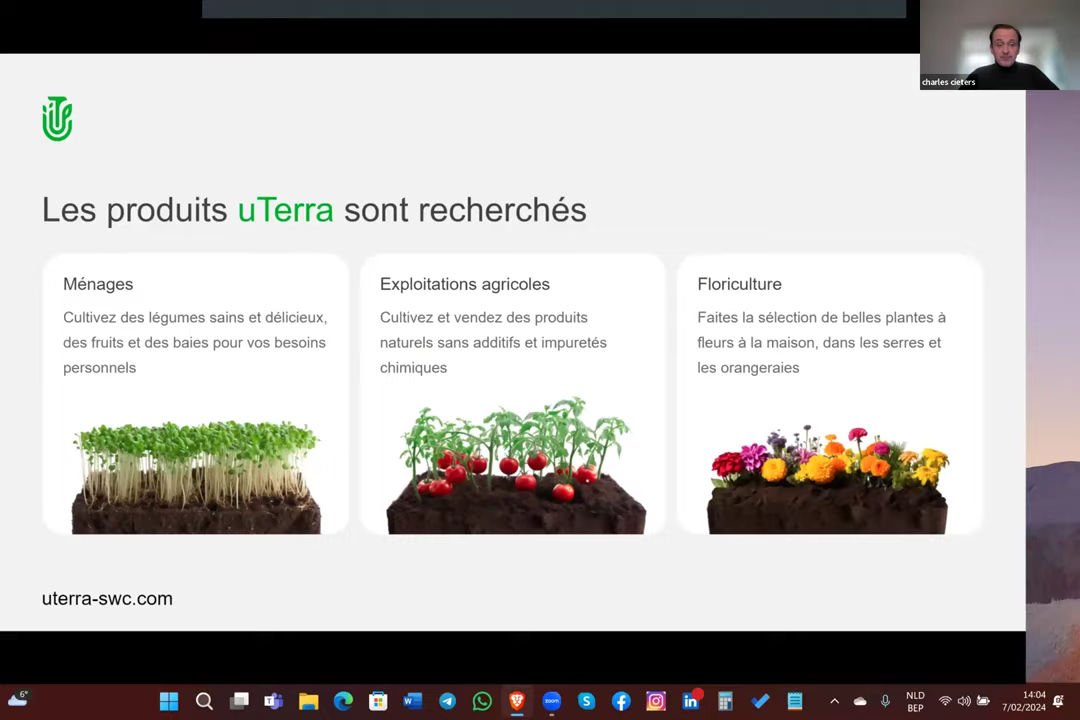 charles cieters
Les produits uTerra sont recherchés
Ménages
Cultivez des légumes sains et délicieux,
des fruits et des baies pour vos besoins
personnels
Exploitations agricoles
Cultivez et vendez des produits
naturels sans additifs et impuretés
chimiques
Floriculture
Faites la sélection de belles plantes à
fleurs à la maison, dans les serres et
les orangeraies
uterra-swc.com
6°
zoom
NLD
BEP
14:04
7/02/2024